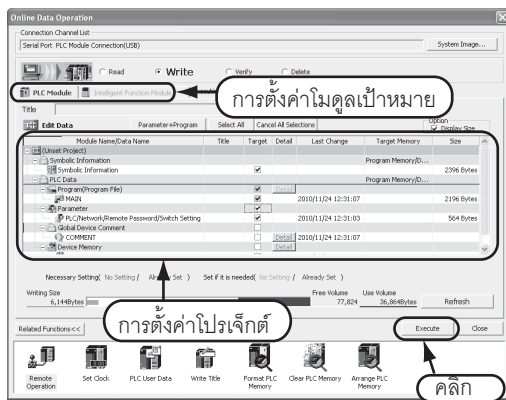 Online Data Operation
Connection Channel List
Serial Port PLC Module Connection(USB)
System Image...
Read
Write
Verify
Delete
PLC Module
Intelligent Function Module
การตั้งค่าโมดูลเป้าหมาย
Title
Edit Data
Parameter+Program
Select All
Cancel All Selections
Option
Display Size
Module Name/Data Name Title Target Detail Last Change Target Memory Size
(Unset Project)
Symbolic Information Program Memory/D...
Symbolic Information 2396 Bytes
PLC Data Program Memory/D...
Program(Program File) Detail
MAIN 2010/11/24 12:31:07 2196 Bytes
Parameter
PLC/Network/Remote Password/Switch Setting 2010/11/24 12:31:03 564 Bytes
Global Device Comment
COMMENT Detail 2010/11/24 12:31:07
Device Memory Detail
Necessary Setting( No Setting / Already Set ) Set if it is needed( No Setting / Already Set )
Writing Size
6,144Bytes
Free Volume
77,824
Use Volume
36,864Bytes
Refresh
การตั้งค่าโปรเจ็กต์
Related Functions<<
Execute
Close
คลิก
Remote Operation
Set Clock
PLC User Data
Write Title
Format PLC Memory
Clear PLC Memory
Arrange PLC Memory